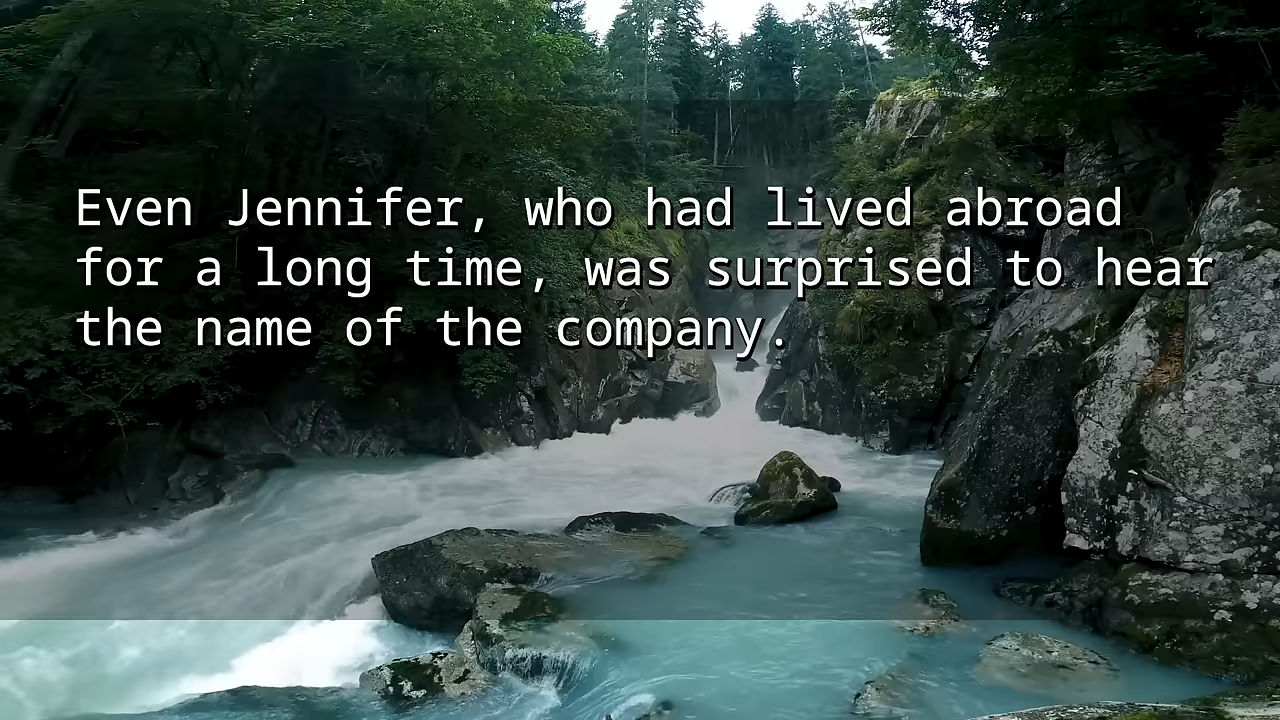 Even Jennifer, who had lived abroad
for a long time, was surprised to hear
the name of the company.